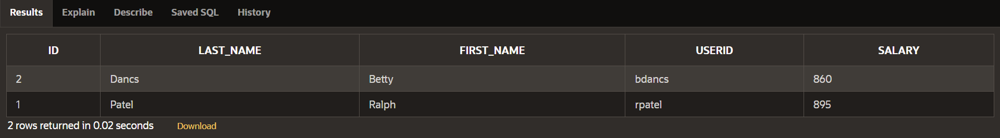 Results Explain Describe Saved SQL History
ID LAST_NAME FIRST_NAME USERID SALARY
2 Dancs Betty bdancs 860
1 Patel Ralph rpatel 895
2 rows returned in 0.02 seconds Download